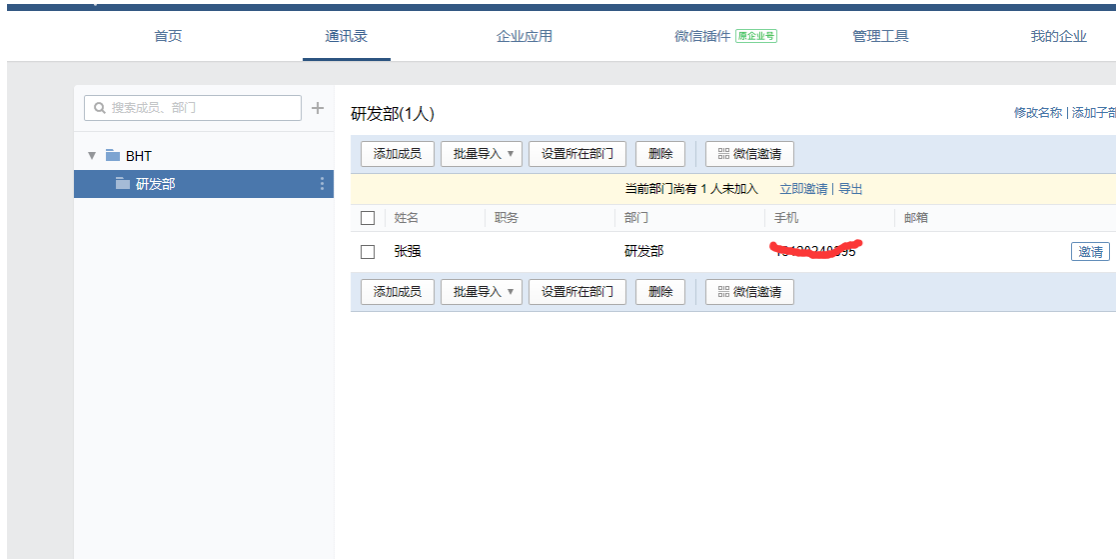 首页 通讯录 企业应用 微信插件 原企业号 管理工具 我的企业
搜索成员、部门
研发部(1人)
修改名称 | 添加子部
添加成员 批量导入 设置所在部门 删除 微信邀请
BHT
研发部
当前部门尚有 1 人未加入 立即邀请 | 导出
姓名 职务 部门 手机 邮箱
张强 研发部 邀请
添加成员 批量导入 设置所在部门 删除 微信邀请